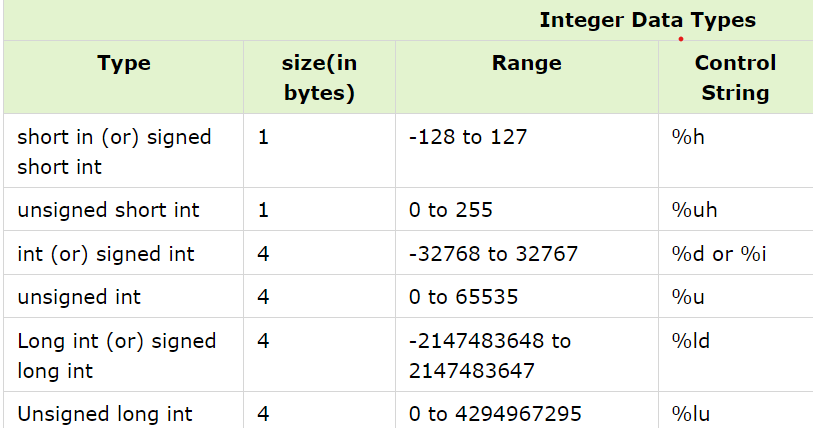 Integer Data Types
Type size(in bytes) Range Control String
short in (or) signed short int 1 -128 to 127 %h
unsigned short int 1 0 to 255 %uh
int (or) signed int 4 -32768 to 32767 %d or %i
unsigned int 4 0 to 65535 %u
Long int (or) signed long int 4 -2147483648 to 2147483647 %ld
Unsigned long int 4 0 to 4294967295 %lu